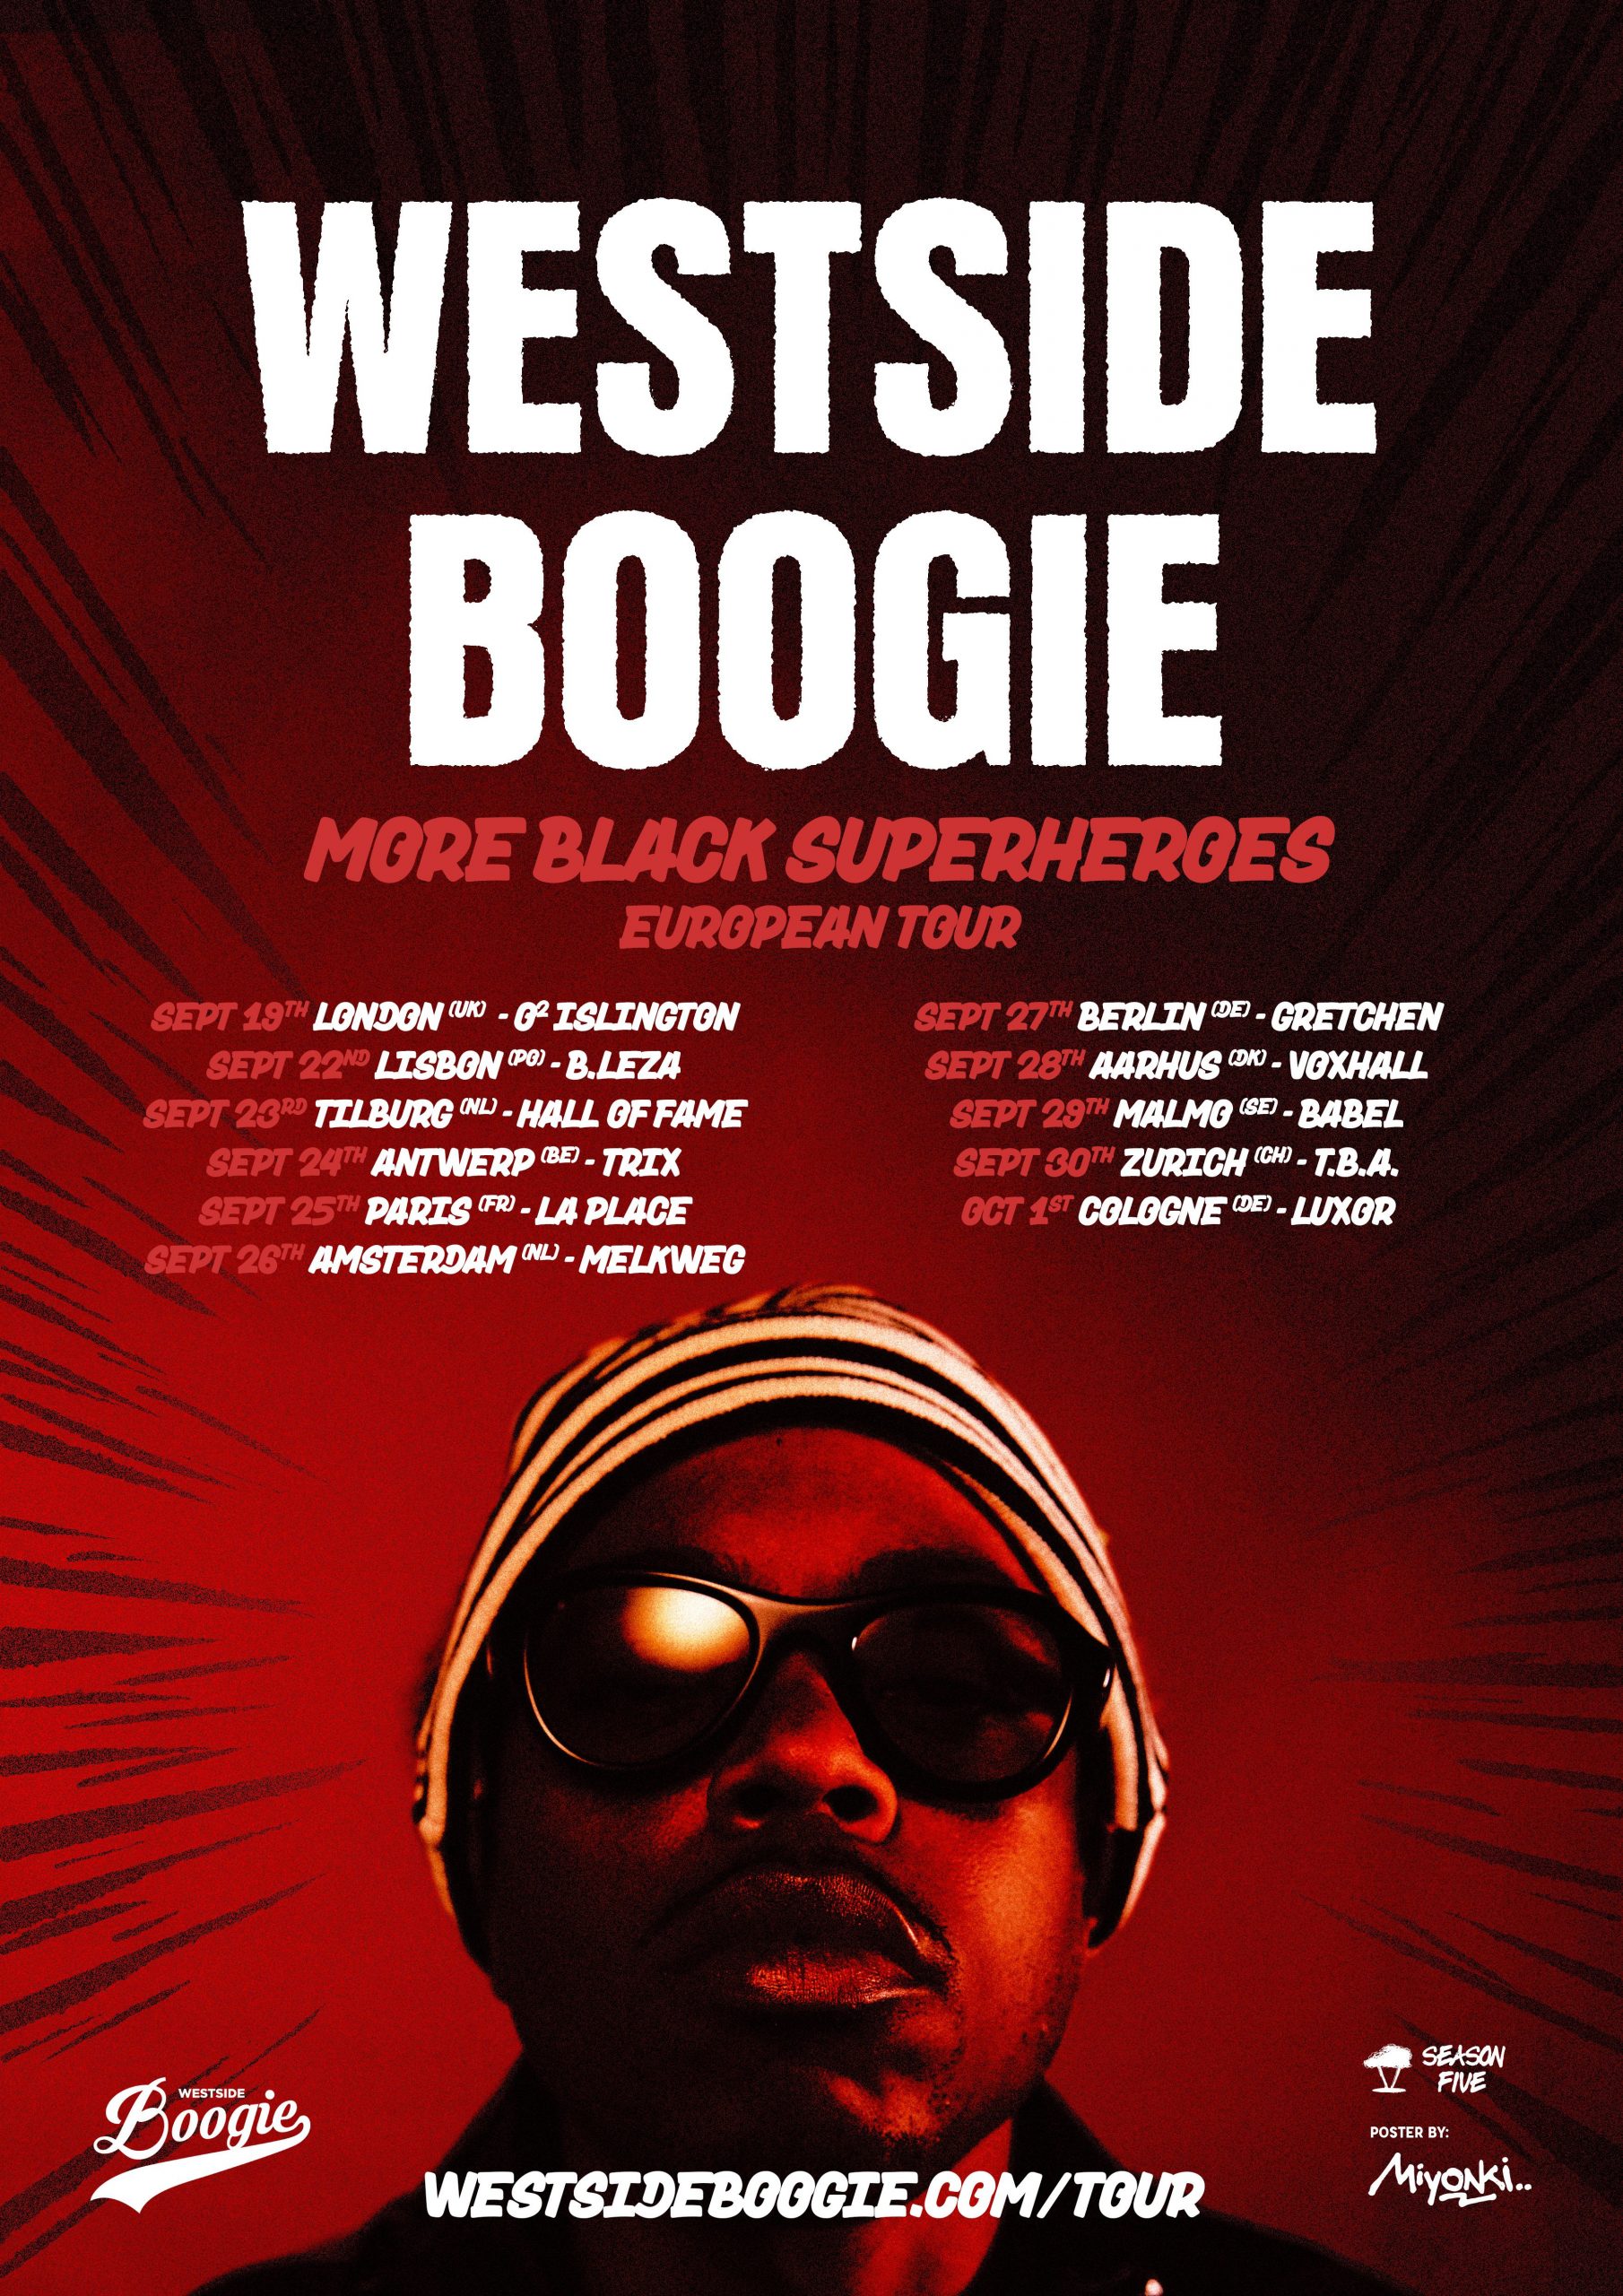 WESTSIDE
BOOGIE
MORE BLACK SUPERHEROES
EUROPEAN TOUR
SEPT 19TH LONDON (UK) - O2 ISLINGTON
SEPT 22ND LISBON (PG) - B.LEZA
SEPT 23RD TILBURG (NL) - HALL OF FAME
SEPT 24TH ANTWERP (BE) - TRIX
SEPT 25TH PARIS (FR) - LA PLACE
SEPT 26TH AMSTERDAM (NL) - MELKWEG
SEPT 27TH BERLIN (DE) - GRETCHEN
SEPT 28TH AARHUS (DK) - VOXHALL
SEPT 29TH MALMO (SE) - BABEL
SEPT 30TH ZURICH (CH) - T.B.A.
OCT 1ST COLOGNE (DE) - LUXOR
WESTSIDE
Boogie
WESTSIDEBOOGIE.COM/TOUR
SEASON
FIVE
POSTER BY:
Miyonki..